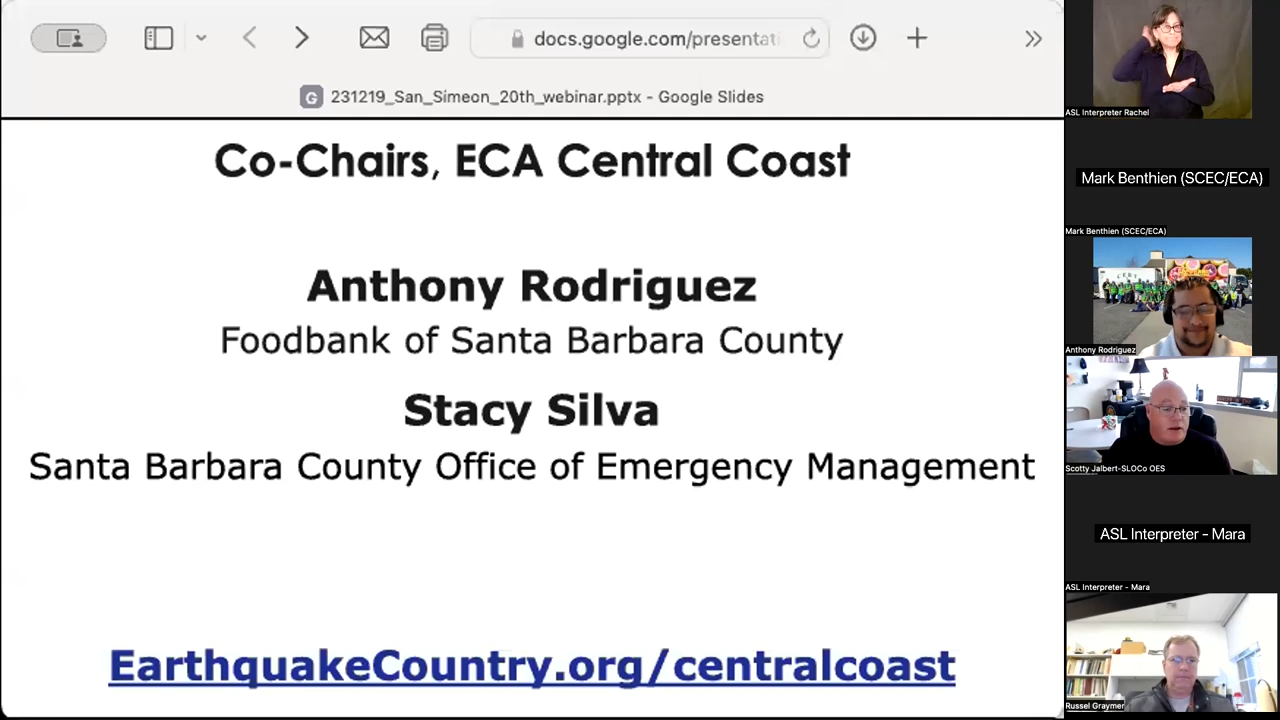 docs.google.com/presentati
G 231219_San_Simeon_20th_webinar.pptx - Google Slides
Co-Chairs, ECA Central Coast
Anthony Rodriguez
Foodbank of Santa Barbara County
Stacy Silva
Santa Barbara County Office of Emergency Management
EarthquakeCountry.org/centralcoast
ASL Interpreter Rachel
Mark Benthien (SCEC/ECA)
Mark Benthien (SCEC/ECA)
CERT
Anthony Rodriguez
Scotty Jalbert-SLOCo OES
ASL Interpreter - Mara
ASL Interpreter - Mara
Russel Graymer